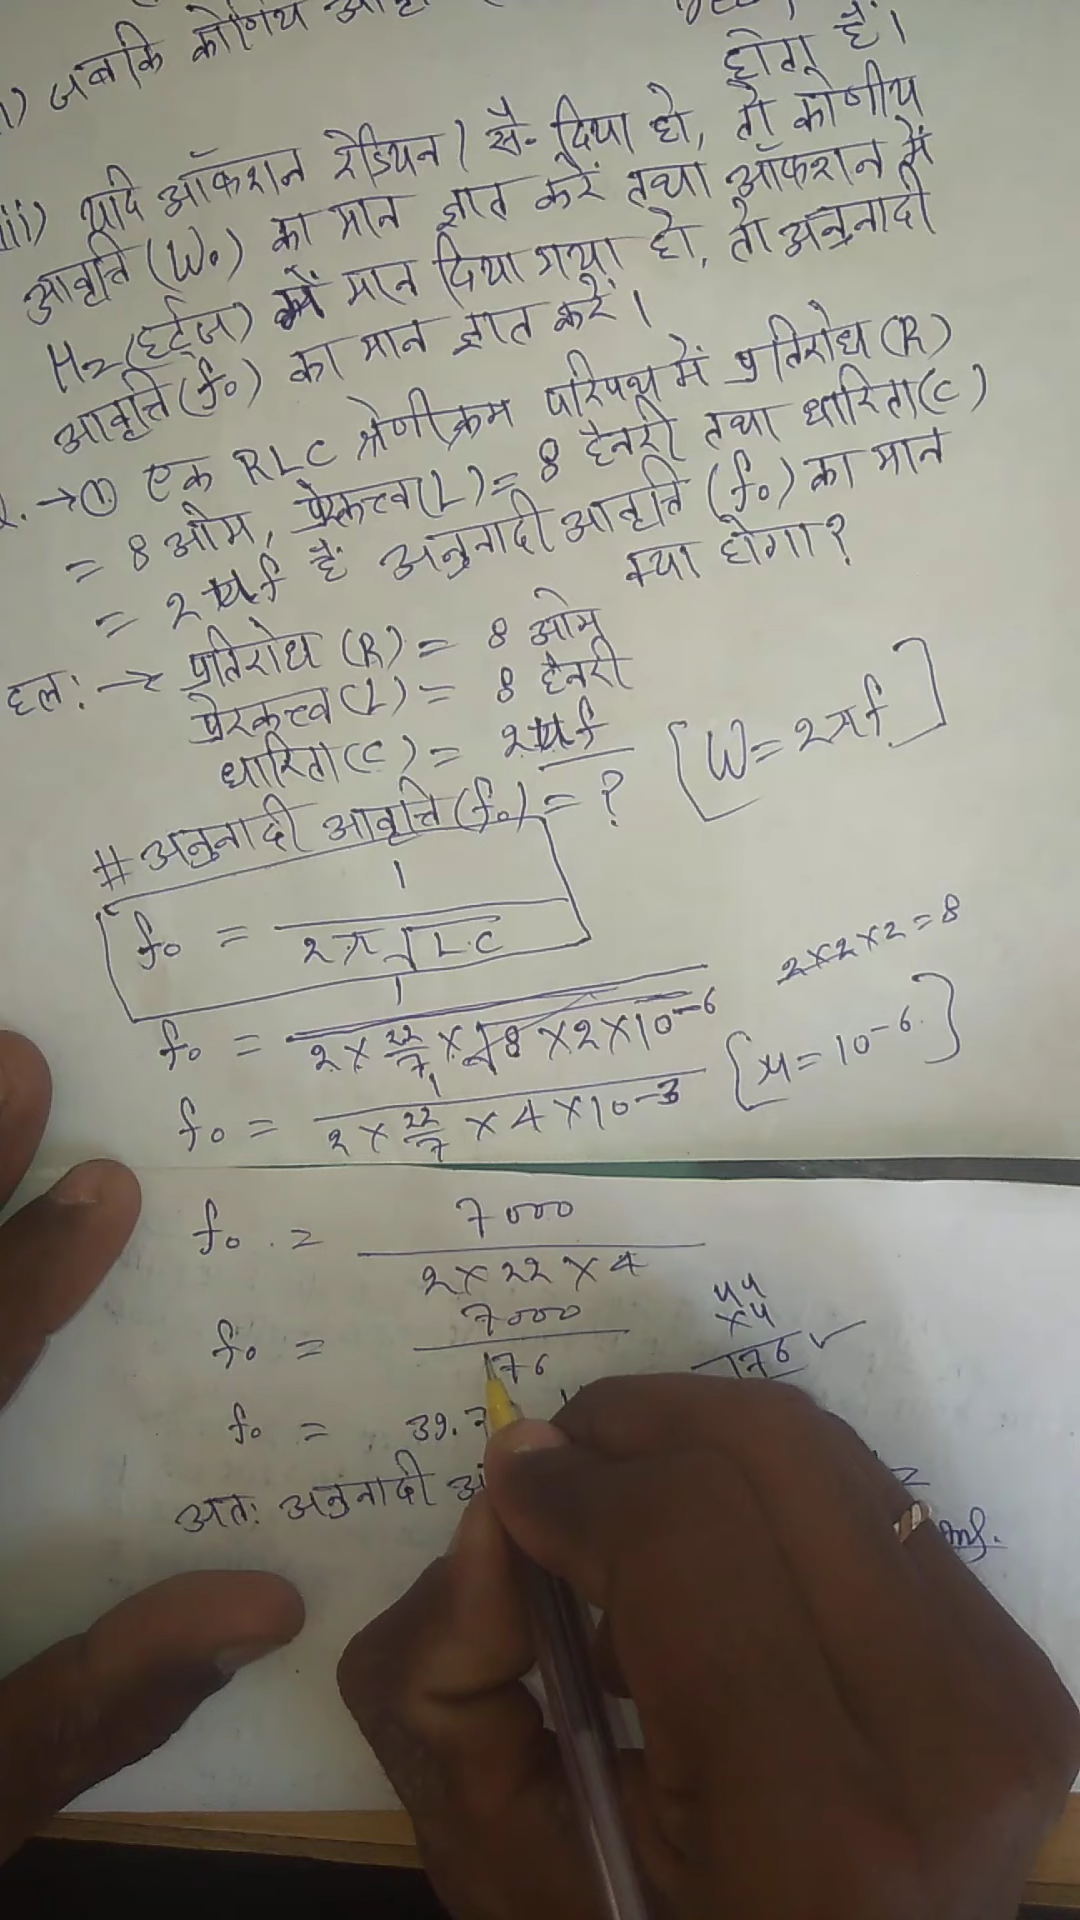 जबकि कोणीय
होगू है।
iii) यदि ऑकशन रेडियन / सै॰ दिया हो, तो कोणीय
आवृत्ति (W₀) का मान ज्ञात करें तथा ऑफशन में
Hz (हर्ट्ज) में मान दिया गया हो, तो अनुनादी
आवृत्ति (f₀) का मान ज्ञात करें।
→ ① एक RLC श्रेणीक्रम परिपथ में प्रतिरोध (R)
= 8 ओम, प्रेरकत्त्व (L) = 8 हेनरी तथा धारिता (C)
= 2 μf हैं अनुनादी आवृत्ति (f₀) का मान
क्या होगा?
हल: → प्रतिरोध (R) = 8 ओम
प्रेरकत्त्व (L) = 8 हेनरी
धारिता (C) = 2 μf [W = 2πf]
# अनुनादी आवृत्ति (f₀) = ?
f₀ = 1 / 2π√LC
2×2×2 = 8
f₀ = 1 / 2 × 22/7 × √8 × 2 × 10⁻⁶
[μ = 10⁻⁶]
f₀ = 1 / 2 × 22/7 × 4 × 10⁻³
f₀ = 7000 / 2 × 22 × 4
44
×4
176 ✓
f₀ = 7000 / 176
f₀ = 39.
अतः अनुनादी
Ans.